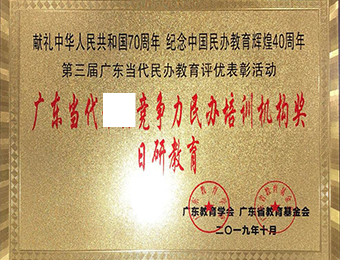 献礼中华人民共和国70周年 纪念中国民办教育辉煌40周年
第三届广东当代民办教育评优表彰活动
广东当代 竞争力民办培训机构奖
日研教育
广东教育学会 广东省教育基金会
二〇一九年十月